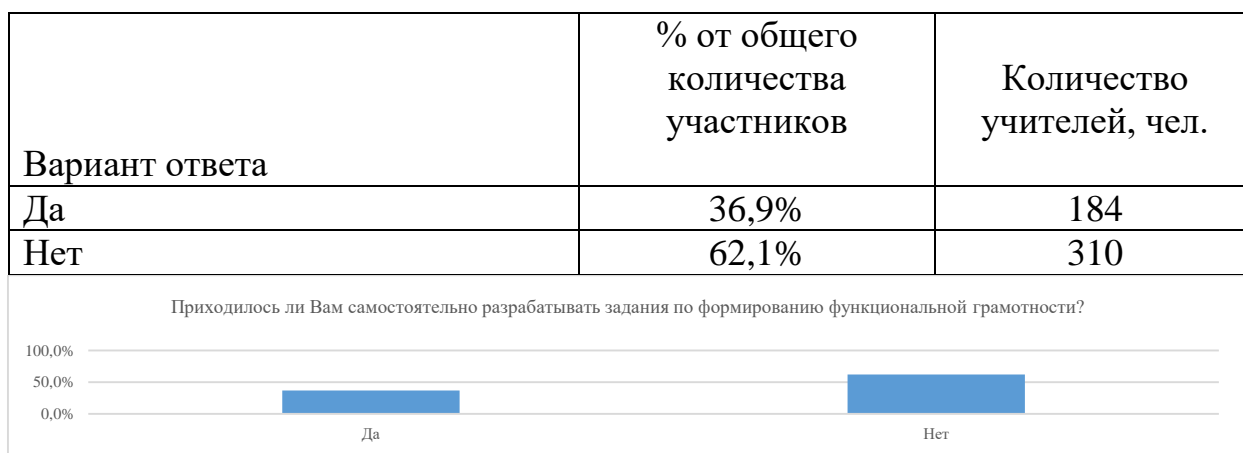 % от общего
количества
участников
Количество
учителей, чел.
Вариант ответа
Да 36,9% 184
Нет 62,1% 310
Приходилось ли Вам самостоятельно разрабатывать задания по формированию функциональной грамотности?
100,0%
50,0%
0,0%
Да Нет